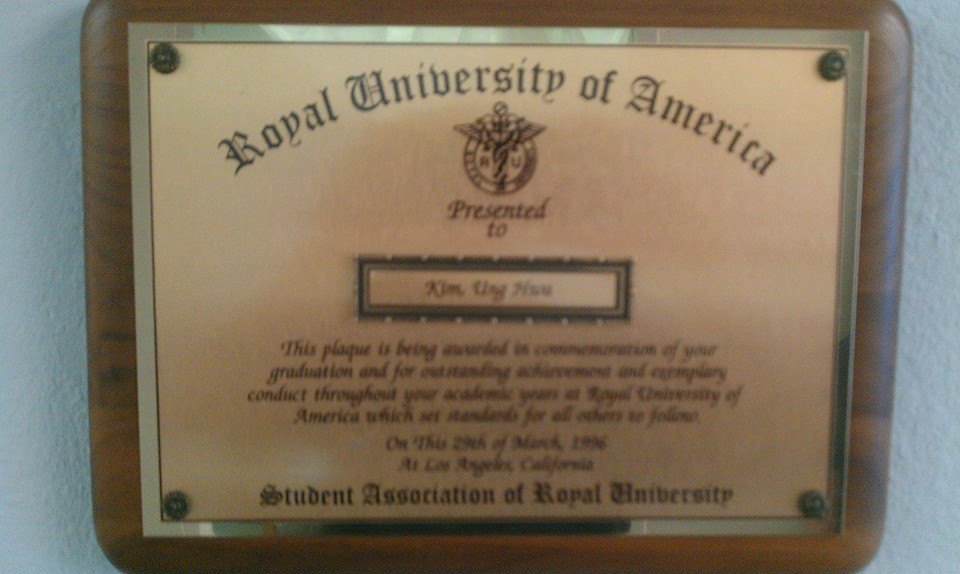 Royal University of America
R U
Presented
to
Kim, Ung Hwa
This plaque is being awarded in commemoration of your
graduation and for outstanding achievement and exemplary
conduct throughout your academic years at Royal University of
America which set standards for all others to follow.
On This 29th of March, 1996
At Los Angeles, California
Student Association of Royal University